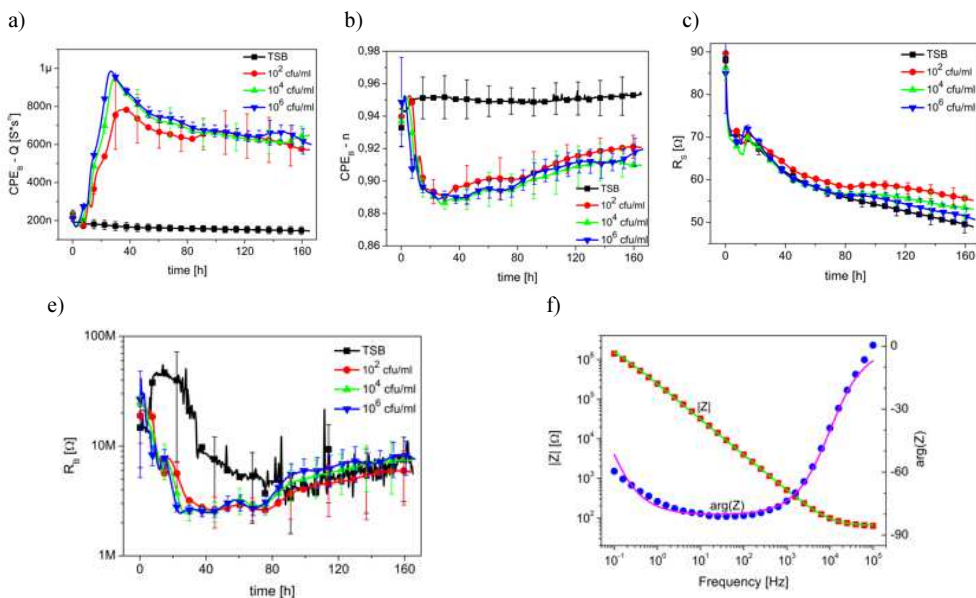 a)
1µ
800n
600n
400n
200n
CPE_B - Q [S*s^n]
0 40 80 120 160
time [h]
TSB
10^2 cfu/ml
10^4 cfu/ml
10^6 cfu/ml
b)
0,98
0,96
0,94
0,92
0,90
0,88
0,86
CPE_B - n
0 40 80 120 160
time [h]
TSB
10^2 cfu/ml
10^4 cfu/ml
10^6 cfu/ml
c)
90
80
70
60
50
R_S [Ω]
0 20 40 60 80 100 120 140 160
time [h]
TSB
10^2 cfu/ml
10^4 cfu/ml
10^6 cfu/ml
e)
100M
10M
1M
R_B [Ω]
0 40 80 120 160
time [h]
TSB
10^2 cfu/ml
10^4 cfu/ml
10^6 cfu/ml
f)
10^6
10^5
10^4
10^3
10^2
|Z| [Ω]
|Z|
arg(Z)
10^-1 10^0 10^1 10^2 10^3 10^4 10^5
Frequency [Hz]
0
-30
-60
-90
arg(Z)